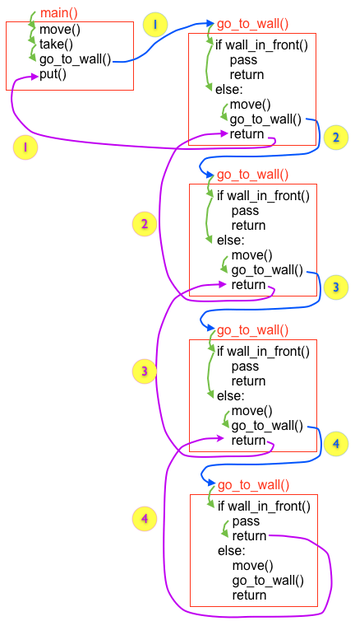 main()
move()
take()
go_to_wall()
put()
1
1
go_to_wall()
if wall_in_front()
pass
return
else:
move()
go_to_wall()
return
2
go_to_wall()
2
if wall_in_front()
pass
return
else:
move()
go_to_wall()
return
3
go_to_wall()
3
if wall_in_front()
pass
return
else:
move()
go_to_wall()
return
4
go_to_wall()
4
if wall_in_front()
pass
return
else:
move()
go_to_wall()
return